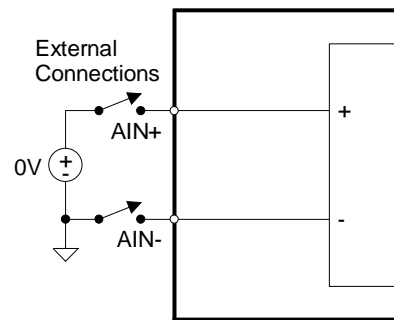 External
Connections
AIN+
+
0V
+
-
-
AIN-